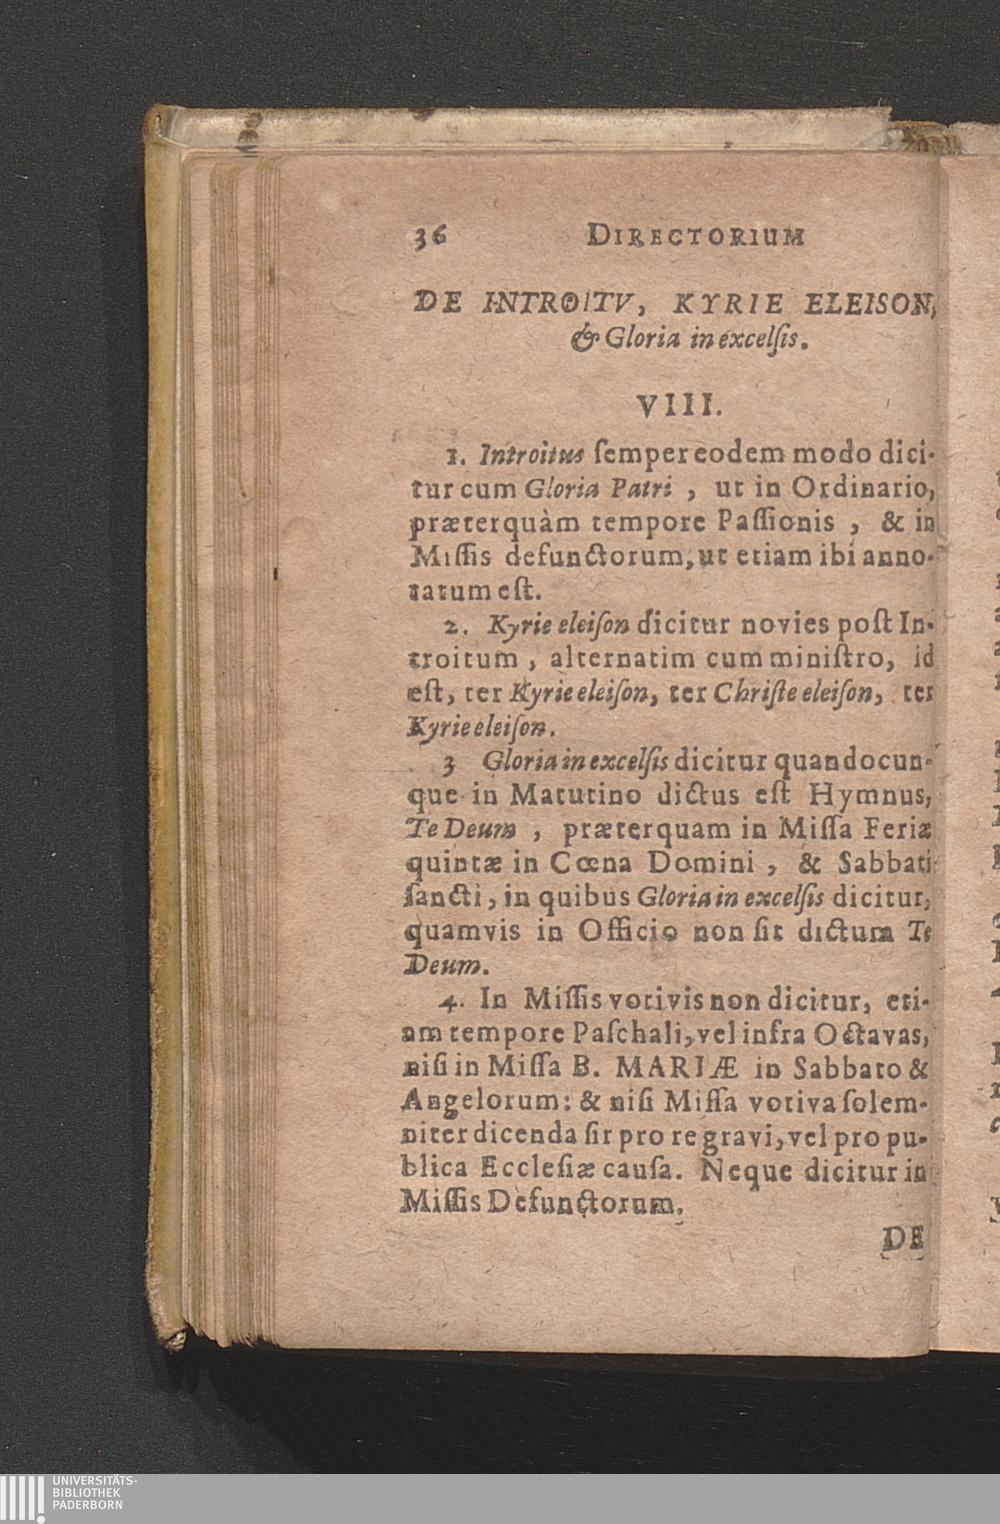 36 DIRECTORIUM
DE INTROITV, KYRIE ELEISON,
& Gloria in excelſis.
VIII.
1. Introitus ſemper eodem modo dici-
tur cum Gloria Patri , ut in Ordinario,
præterquàm tempore Paſſionis , & in
Miſſis defunctorum, ut etiam ibi anno-
tatum eſt.
2. Kyrie eleiſon dicitur novies poſt In-
troitum , alternatim cum miniſtro, id
eſt, ter Kyrie eleiſon, ter Chriſte eleiſon, ter
Kyrie eleiſon.
3 Gloria in excelſis dicitur quandocun-
que in Matutino dictus eſt Hymnus,
Te Deum , præterquam in Miſſa Feriæ
quintæ in Cœna Domini , & Sabbati
ſancti, in quibus Gloria in excelſis dicitur,
quamvis in Officio non ſit dictum Te
Deum.
4. In Miſſis votivis non dicitur, eti-
am tempore Paſchali, vel infra Octavas,
niſi in Miſſa B. MARIÆ in Sabbato &
Angelorum: & niſi Miſſa votiva ſolem-
niter dicenda ſit pro re gravi, vel pro pu-
blica Eccleſiæ cauſa. Neque dicitur in
Miſſis Defunctorum.
DE
UNIVERSITÄTS-
BIBLIOTHEK
PADERBORN